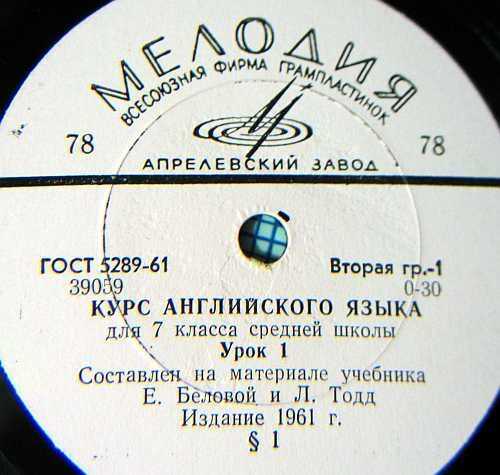 МЕЛОДИЯ
ВСЕСОЮЗНАЯ ФИРМА ГРАМПЛАСТИНОК
78 78
АПРЕЛЕВСКИЙ ЗАВОД
ГОСТ 5289-61 Вторая гр.-1
39059 0-30
КУРС АНГЛИЙСКОГО ЯЗЫКА
для 7 класса средней школы
Урок 1
Составлен на материале учебника
Е. Беловой и Л. Тодд
Издание 1961 г.
§ 1